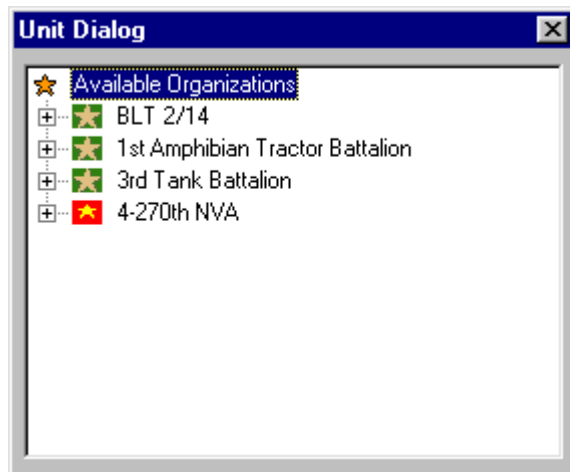 Unit Dialog
Available Organizations
BLT 2/14
1st Amphibian Tractor Battalion
3rd Tank Battalion
4-270th NVA